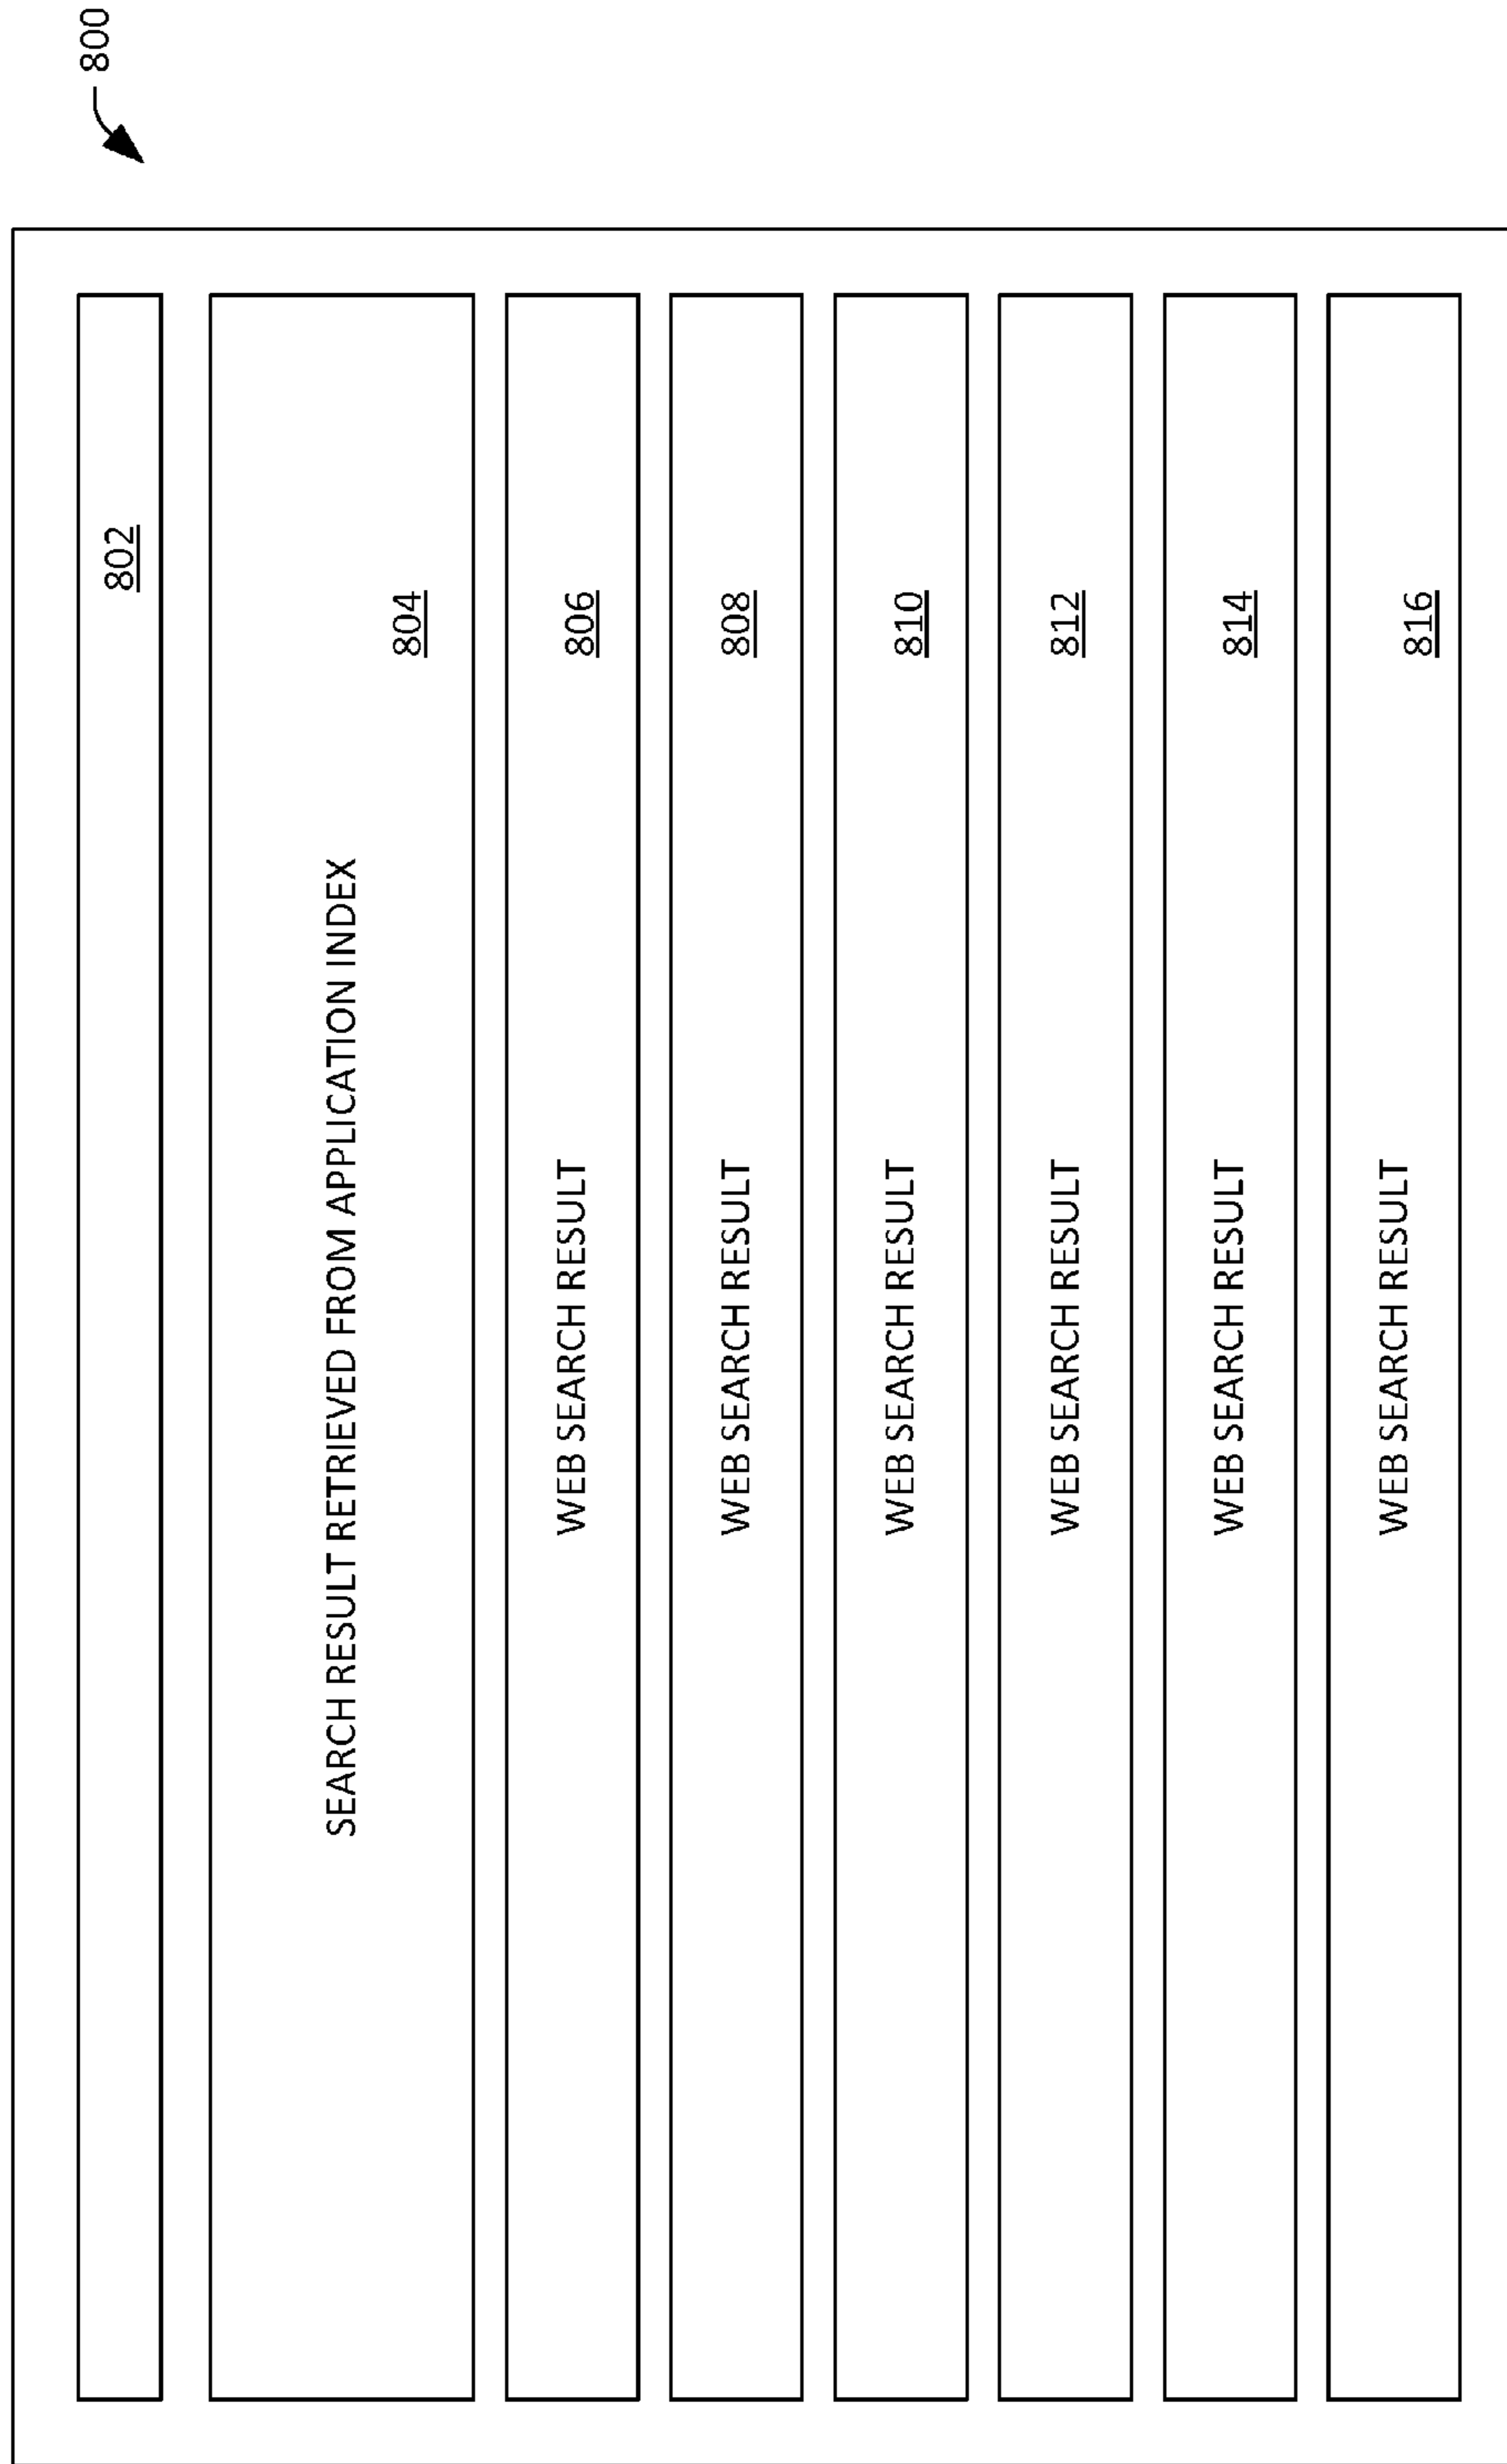 800
802
SEARCH RESULT RETRIEVED FROM APPLICATION INDEX
804
WEB SEARCH RESULT
806
WEB SEARCH RESULT
808
WEB SEARCH RESULT
810
WEB SEARCH RESULT
812
WEB SEARCH RESULT
814
WEB SEARCH RESULT
816